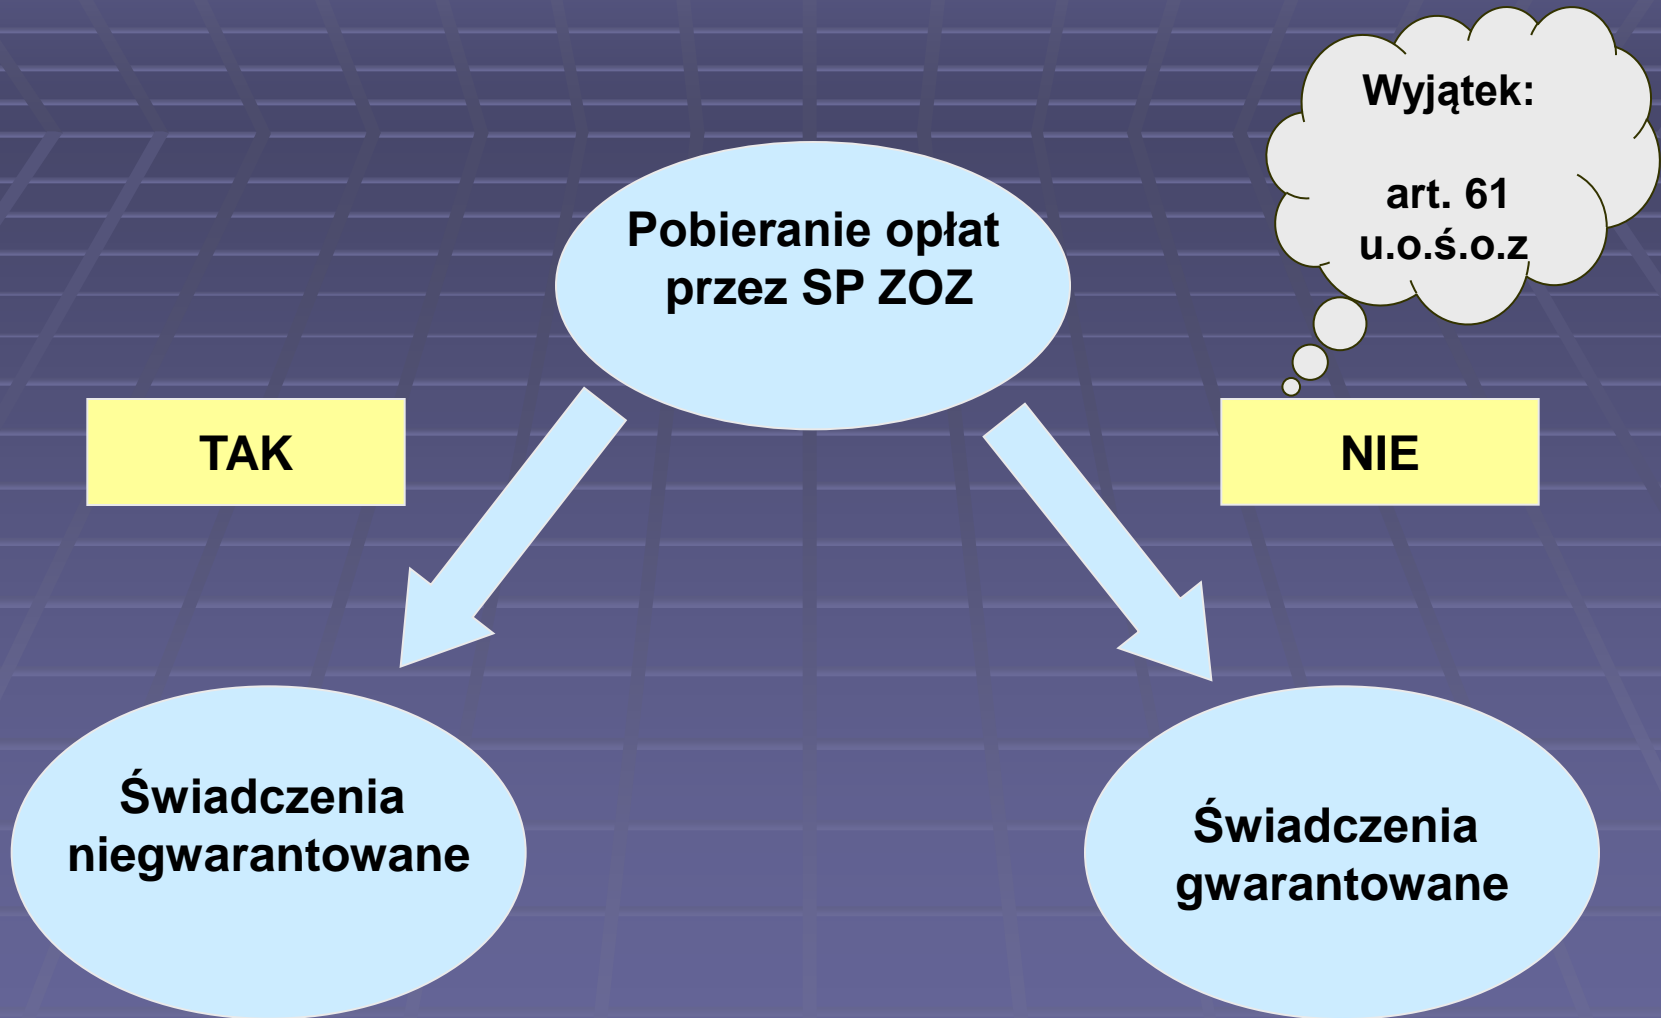 Wyjątek:
art. 61
u.o.ś.o.z
Pobieranie opłat
przez SP ZOZ
TAK
NIE
Świadczenia
niegwarantowane
Świadczenia
gwarantowane